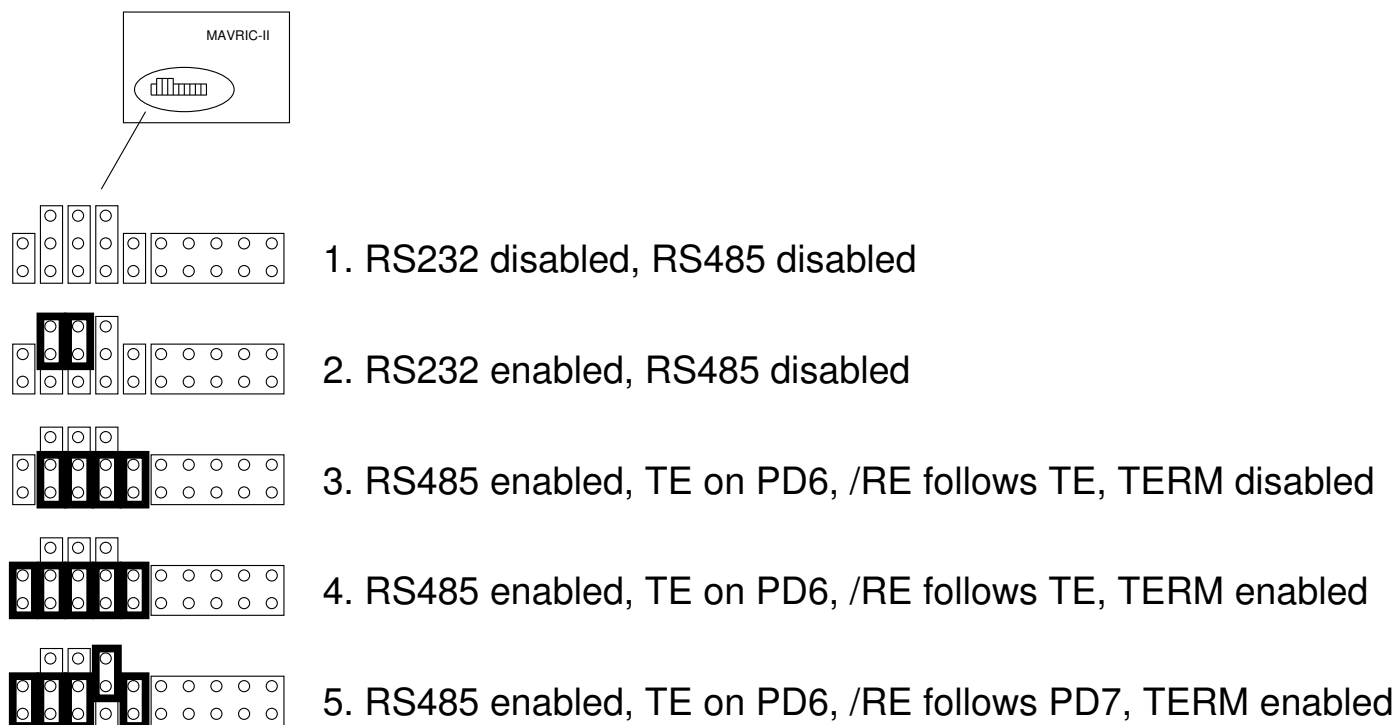 MAVRIC-II
1. RS232 disabled, RS485 disabled
2. RS232 enabled, RS485 disabled
3. RS485 enabled, TE on PD6, /RE follows TE, TERM disabled
4. RS485 enabled, TE on PD6, /RE follows TE, TERM enabled
5. RS485 enabled, TE on PD6, /RE follows PD7, TERM enabled